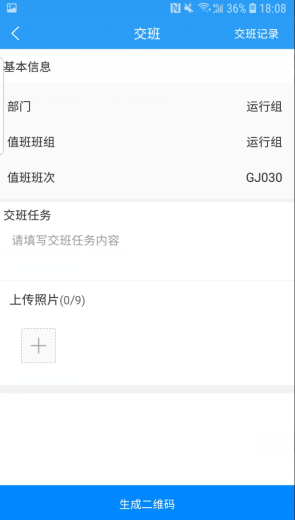 36% 18:08
交班 交班记录
基本信息
部门 运行组
值班班组 运行组
值班班次 GJ030
交班任务
请填写交班任务内容
上传照片(0/9)
生成二维码